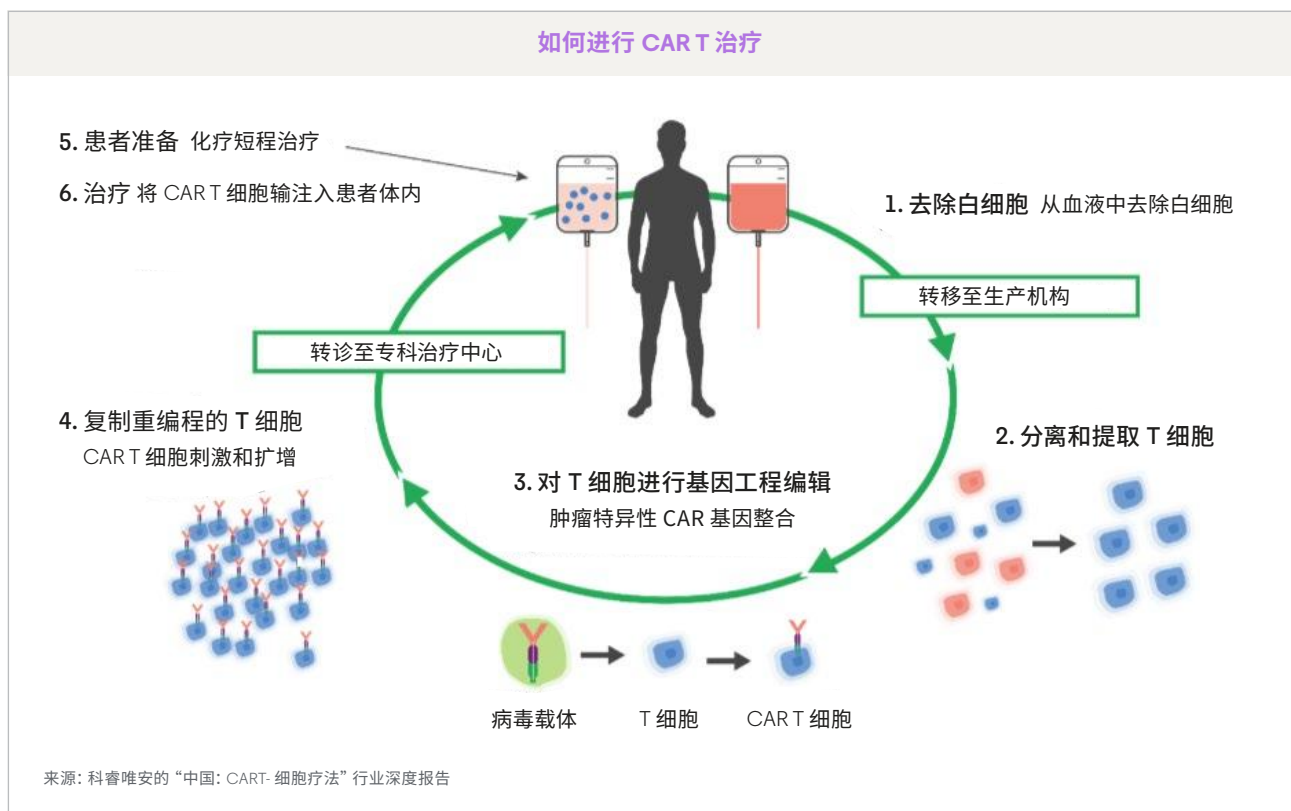 如何进行 CAR T 治疗
5. 患者准备 化疗短程治疗
6. 治疗 将 CAR T 细胞输注入患者体内
1. 去除白细胞 从血液中去除白细胞
转移至生产机构
转诊至专科治疗中心
4. 复制重编程的 T 细胞
CAR T 细胞刺激和扩增
2. 分离和提取 T 细胞
3. 对 T 细胞进行基因工程编辑
肿瘤特异性 CAR 基因整合
病毒载体
T 细胞
CAR T 细胞
来源: 科睿唯安的 “中国: CART- 细胞疗法” 行业深度报告